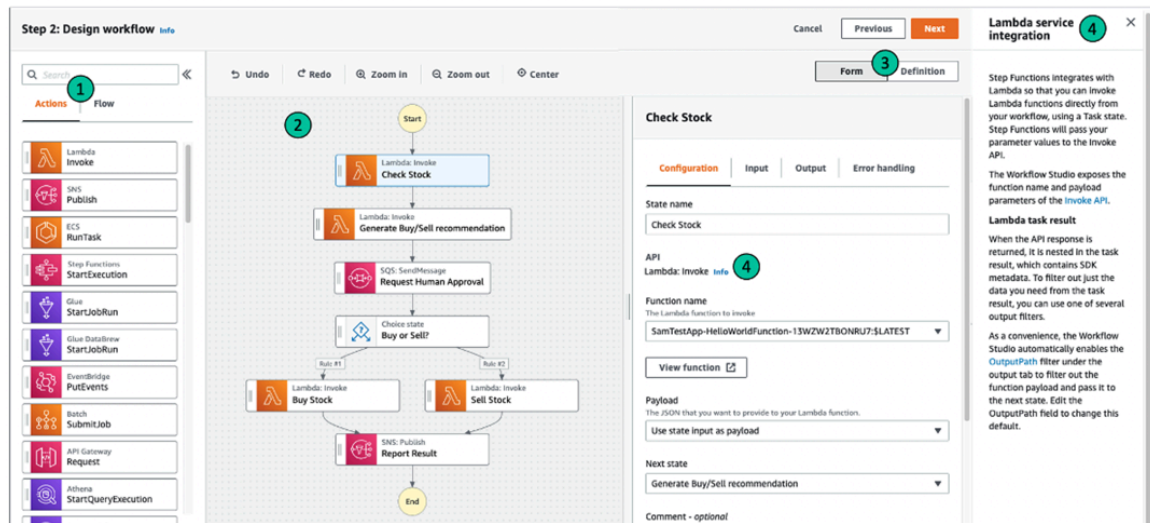 Step 2: Design workflow Info
Cancel
Previous
Next
Search
1
Actions
Flow
Lambda
Invoke
SNS
Publish
ECS
RunTask
Step Functions
StartExecution
Glue
StartJobRun
Glue DataBrew
StartJobRun
EventBridge
PutEvents
Batch
SubmitJob
API Gateway
Request
Athena
StartQueryExecution
Undo
Redo
Zoom in
Zoom out
Center
2
Start
Lambda: Invoke
Check Stock
Lambda: Invoke
Generate Buy/Sell recommendation
SQS: SendMessage
Request Human Approval
Choice state
Buy or Sell?
Rule #1
Rule #2
Lambda: Invoke
Buy Stock
Lambda: Invoke
Sell Stock
SNS: Publish
Report Result
End
Form
3
Definition
Check Stock
Configuration
Input
Output
Error handling
State name
Check Stock
API
Lambda: Invoke Info
4
Function name
The Lambda function to invoke
SamTestApp-HelloWorldFunction-13WZW2TBONRU7:$LATEST
View function
Payload
The JSON that you want to provide to your Lambda function.
Use state input as payload
Next state
Generate Buy/Sell recommendation
Comment - optional
Lambda service
integration
4
Step Functions integrates with
Lambda so that you can invoke
Lambda functions directly from
your workflow, using a Task state.
Step Functions will pass your
parameter values to the Invoke
API.
The Workflow Studio exposes the
function name and payload
parameters of the Invoke API.
Lambda task result
When the API response is
returned, it is nested in the task
result, which contains SDK
metadata. To filter out just the
data you need from the task
result, you can use one of several
output filters.
As a convenience, the Workflow
Studio automatically enables the
OutputPath filter under the
output tab to filter out the
function payload and pass it to
the next state. Edit the
OutputPath field to change this
default.